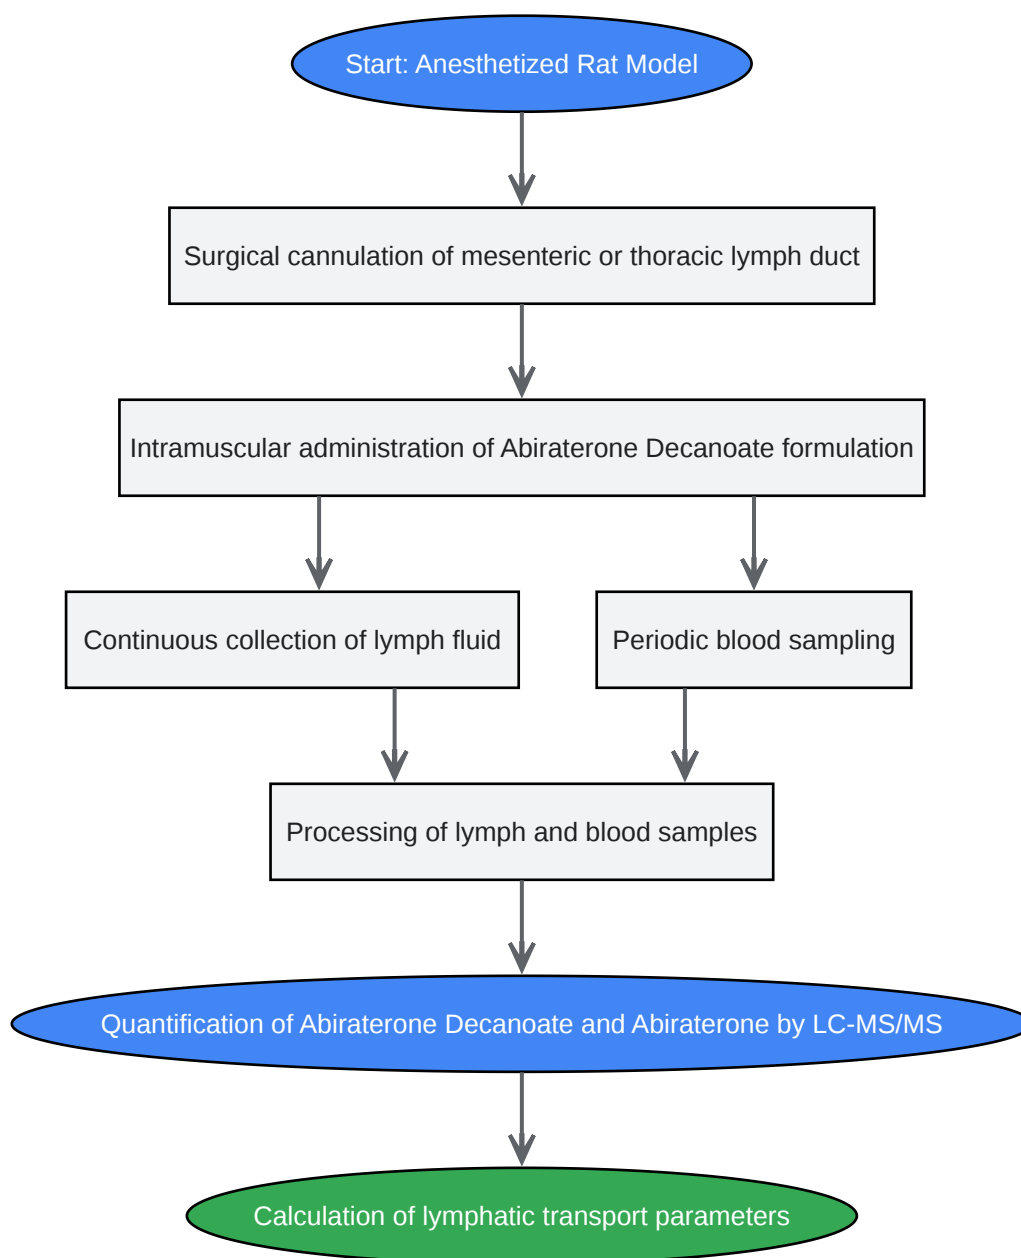 Start: Anesthetized Rat Model
Surgical cannulation of mesenteric or thoracic lymph duct
Intramuscular administration of Abiraterone Decanoate formulation
Continuous collection of lymph fluid
Periodic blood sampling
Processing of lymph and blood samples
Quantification of Abiraterone Decanoate and Abiraterone by LC-MS/MS
Calculation of lymphatic transport parameters